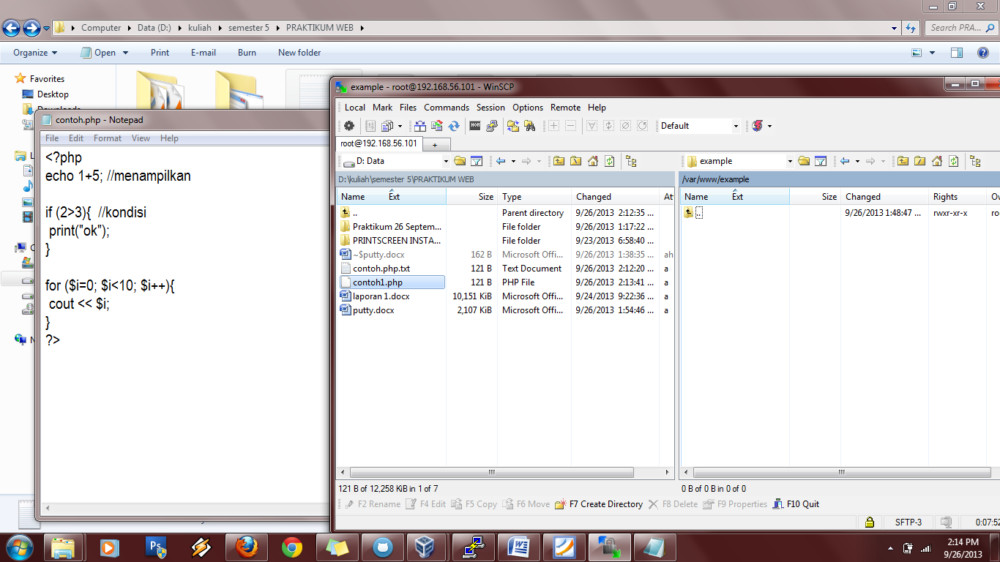 Computer Data (D:) kuliah semester 5 PRAKTIKUM WEB
Search PRA...
Organize Open Print E-mail Burn New folder
Favorites
Desktop
Downloads
contoh.php - Notepad
File Edit Format View Help
<?php
echo 1+5; //menampilkan
if (2>3){ //kondisi
print("ok");
}
for ($i=0; $i<10; $i++){
cout << $i;
}
?>
example - root@192.168.56.101 - WinSCP
Local Mark Files Commands Session Options Remote Help
Default
root@192.168.56.101 +
D: Data
example
D:\kuliah\semester 5\PRAKTIKUM WEB
/var/www/example
Name Ext Size Type Changed Att
.. Parent directory 9/26/2013 2:12:35 ...
Praktikum 26 Septem... File folder 9/26/2013 1:17:22 ...
PRINTSCREEN INSTA... File folder 9/23/2013 6:58:40 ...
~$putty.docx 162 B Microsoft Offi... 9/26/2013 1:38:35 ... ah
contoh.php.txt 121 B Text Document 9/26/2013 2:12:20 ... a
contoh1.php 121 B PHP File 9/26/2013 2:13:41 ... a
laporan 1.docx 10,151 KiB Microsoft Offi... 9/24/2013 9:22:36 ... a
putty.docx 2,107 KiB Microsoft Offi... 9/26/2013 1:54:46 ... a
Name Ext Size Changed Rights Ow
.. 9/26/2013 1:48:47 ... rwxr-xr-x ro
121 B of 12,258 KiB in 1 of 7
0 B of 0 B in 0 of 0
F2 Rename F4 Edit F5 Copy F6 Move F7 Create Directory F8 Delete F9 Properties F10 Quit
SFTP-3 0:07:52
2:14 PM
9/26/2013